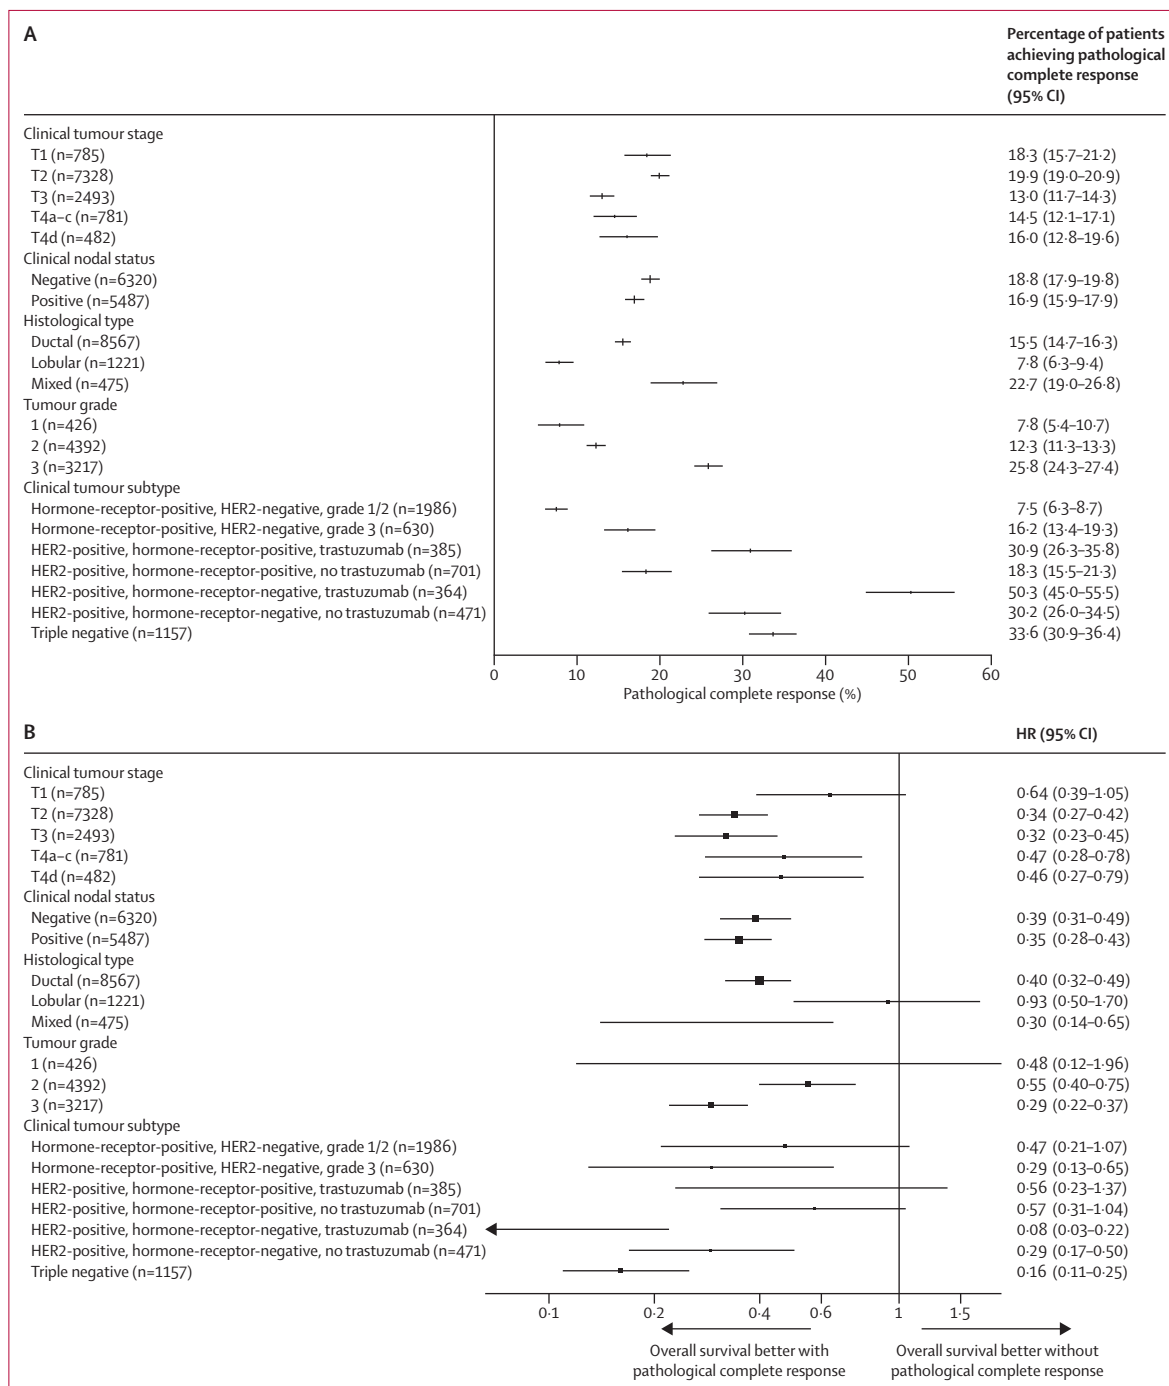 A
Percentage of patients
achieving pathological
complete response
(95% CI)
Clinical tumour stage
T1 (n=785) 18·3 (15·7–21·2)
T2 (n=7328) 19·9 (19·0–20·9)
T3 (n=2493) 13·0 (11·7–14·3)
T4a–c (n=781) 14·5 (12·1–17·1)
T4d (n=482) 16·0 (12·8–19·6)
Clinical nodal status
Negative (n=6320) 18·8 (17·9–19·8)
Positive (n=5487) 16·9 (15·9–17·9)
Histological type
Ductal (n=8567) 15·5 (14·7–16·3)
Lobular (n=1221) 7·8 (6·3–9·4)
Mixed (n=475) 22·7 (19·0–26·8)
Tumour grade
1 (n=426) 7·8 (5·4–10·7)
2 (n=4392) 12·3 (11·3–13·3)
3 (n=3217) 25·8 (24·3–27·4)
Clinical tumour subtype
Hormone-receptor-positive, HER2-negative, grade 1/2 (n=1986) 7·5 (6·3–8·7)
Hormone-receptor-positive, HER2-negative, grade 3 (n=630) 16·2 (13·4–19·3)
HER2-positive, hormone-receptor-positive, trastuzumab (n=385) 30·9 (26·3–35·8)
HER2-positive, hormone-receptor-positive, no trastuzumab (n=701) 18·3 (15·5–21·3)
HER2-positive, hormone-receptor-negative, trastuzumab (n=364) 50·3 (45·0–55·5)
HER2-positive, hormone-receptor-negative, no trastuzumab (n=471) 30·2 (26·0–34·5)
Triple negative (n=1157) 33·6 (30·9–36·4)
0 10 20 30 40 50 60
Pathological complete response (%)
B HR (95% CI)
Clinical tumour stage
T1 (n=785) 0·64 (0·39–1·05)
T2 (n=7328) 0·34 (0·27–0·42)
T3 (n=2493) 0·32 (0·23–0·45)
T4a–c (n=781) 0·47 (0·28–0·78)
T4d (n=482) 0·46 (0·27–0·79)
Clinical nodal status
Negative (n=6320) 0·39 (0·31–0·49)
Positive (n=5487) 0·35 (0·28–0·43)
Histological type
Ductal (n=8567) 0·40 (0·32–0·49)
Lobular (n=1221) 0·93 (0·50–1·70)
Mixed (n=475) 0·30 (0·14–0·65)
Tumour grade
1 (n=426) 0·48 (0·12–1·96)
2 (n=4392) 0·55 (0·40–0·75)
3 (n=3217) 0·29 (0·22–0·37)
Clinical tumour subtype
Hormone-receptor-positive, HER2-negative, grade 1/2 (n=1986) 0·47 (0·21–1·07)
Hormone-receptor-positive, HER2-negative, grade 3 (n=630) 0·29 (0·13–0·65)
HER2-positive, hormone-receptor-positive, trastuzumab (n=385) 0·56 (0·23–1·37)
HER2-positive, hormone-receptor-positive, no trastuzumab (n=701) 0·57 (0·31–1·04)
HER2-positive, hormone-receptor-negative, trastuzumab (n=364) 0·08 (0·03–0·22)
HER2-positive, hormone-receptor-negative, no trastuzumab (n=471) 0·29 (0·17–0·50)
Triple negative (n=1157) 0·16 (0·11–0·25)
0·1 0·2 0·4 0·6 1 1·5
Overall survival better with
pathological complete response
Overall survival better without
pathological complete response